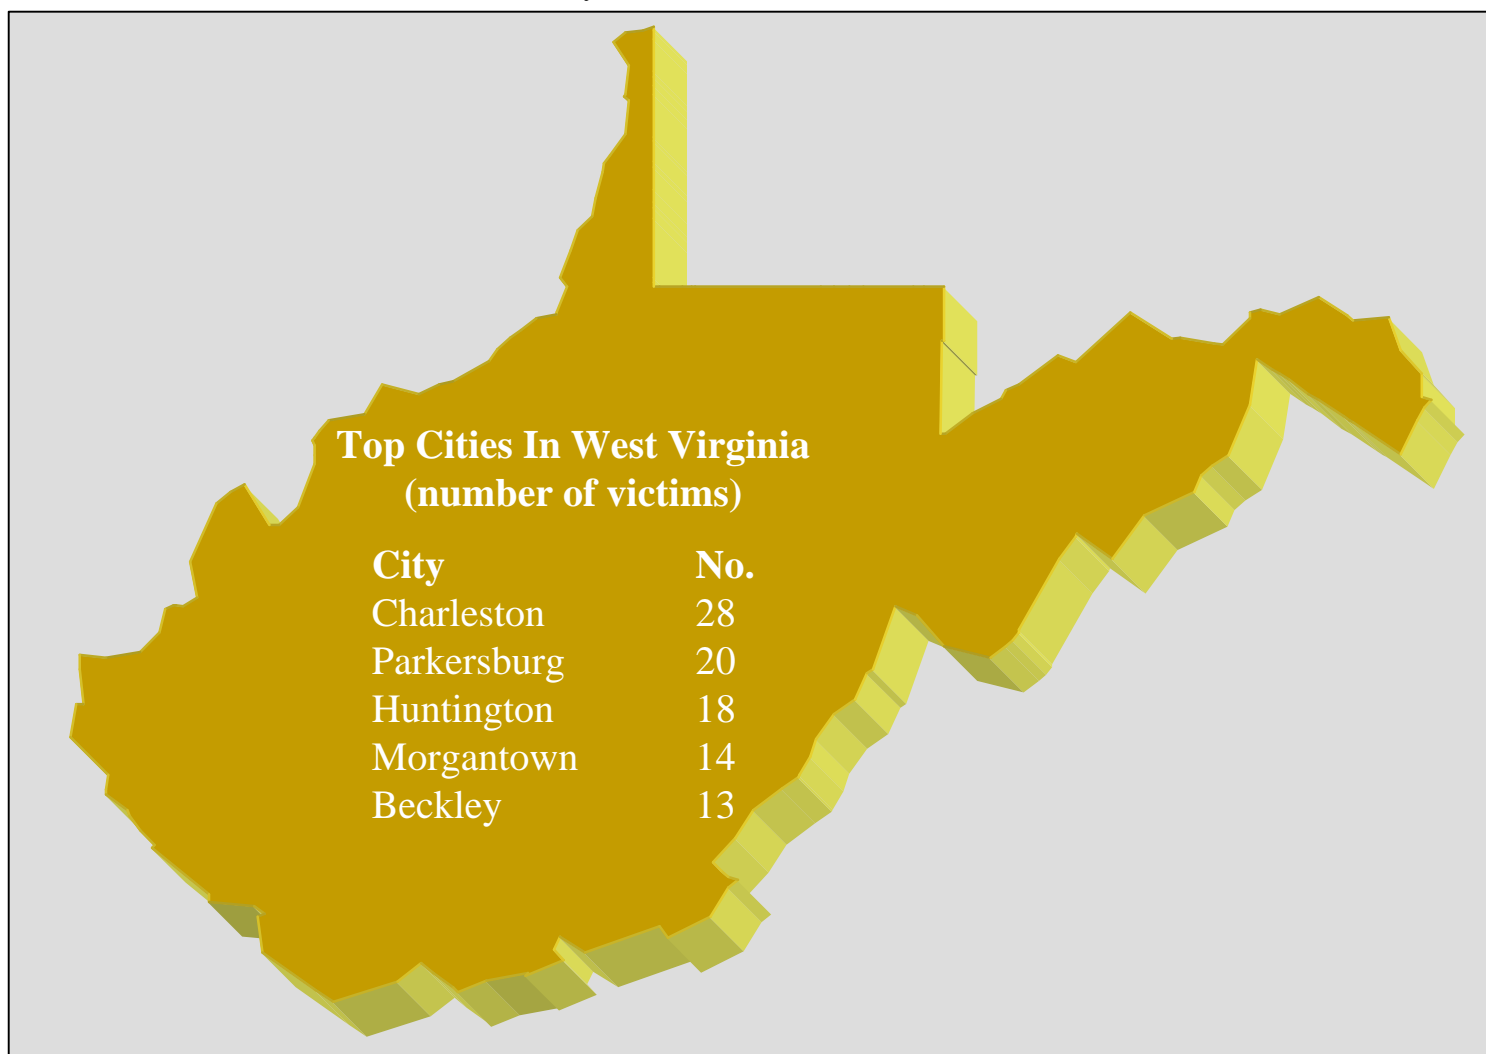 Top Cities In West Virginia
(number of victims)
City No.
Charleston 28
Parkersburg 20
Huntington 18
Morgantown 14
Beckley 13